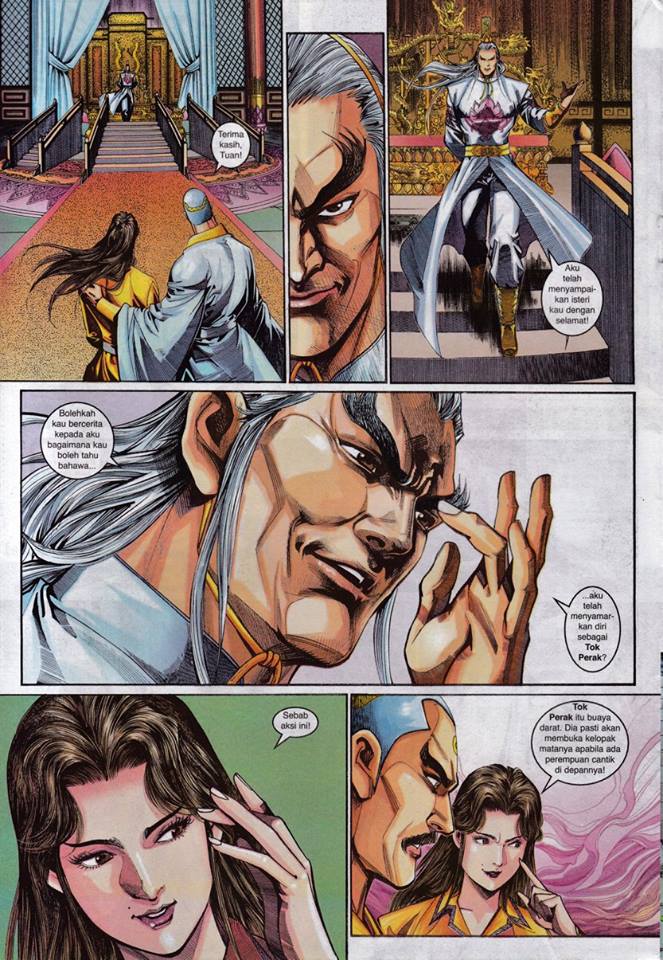 Terima
kasih,
Tuan!
Aku
telah
menyampai-
kan isteri
kau dengan
selamat!
Bolehkah
kau bercerita
kepada aku
bagaimana kau
boleh tahu
bahawa...
...aku
telah
menyamar-
kan diri
sebagai
Tok
Perak?
Sebab
aksi ini!
Tok
Perak itu buaya
darat. Dia pasti akan
membuka kelopak
matanya apabila ada
perempuan cantik
di depannya!